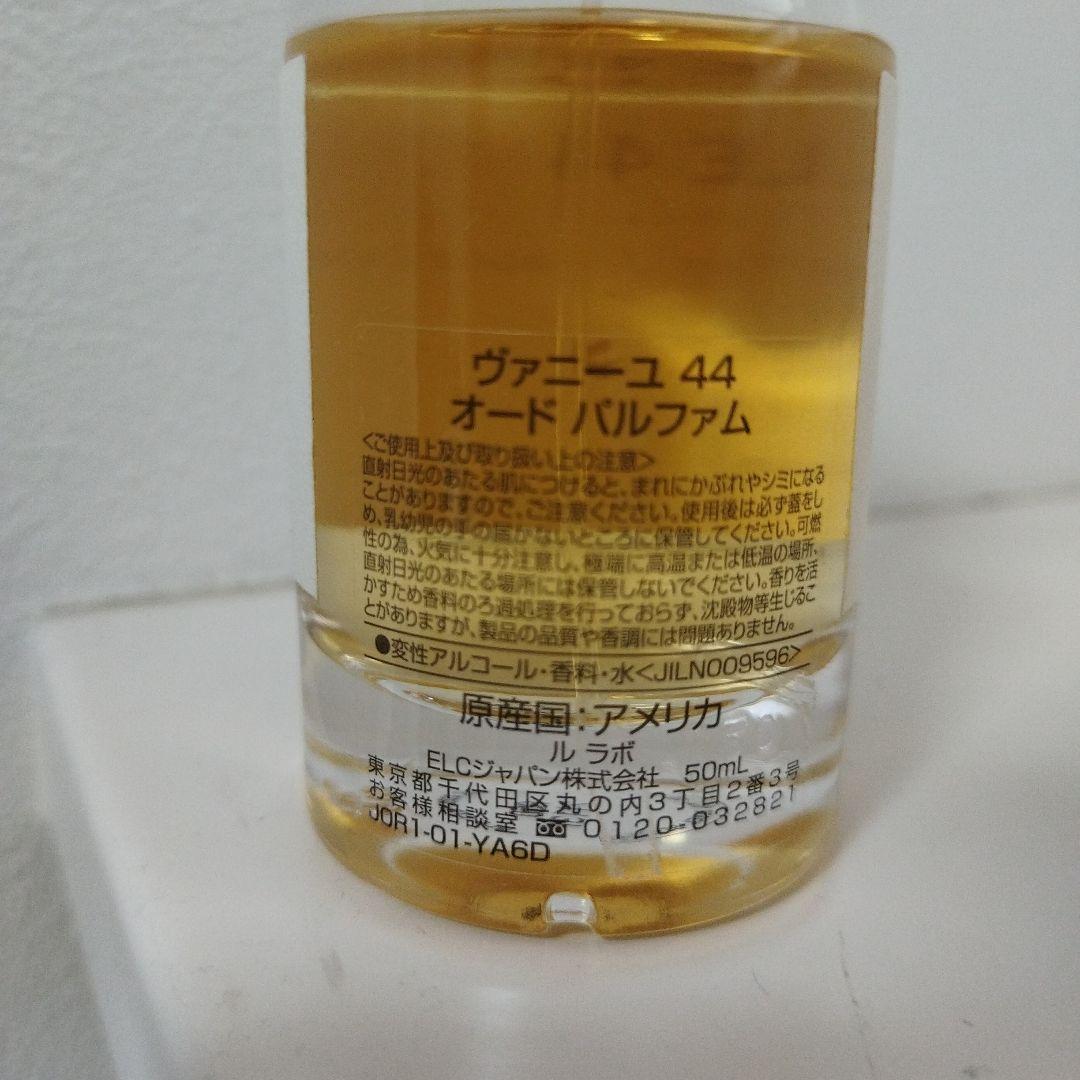 ヴァニーユ 44
オード パルファム
<ご使用上及び取り扱い上の注意>
直射日光のあたる肌につけると、まれにかぶれやシミになる
ことがありますので、ご注意ください。使用後は必ず蓋をし
め、乳幼児の手の届かないところに保管してください。可燃
性の為、火気に十分注意し、極端に高温または低温の場所、
直射日光のあたる場所には保管しないでください。香りを活
かすため香料のろ過処理を行っておらず、沈殿物等生じるこ
とがありますが、製品の品質や香調には問題ありません。
●変性アルコール・香料・水<JILN009596>
原産国：アメリカ
ル ラボ
ELCジャパン株式会社 50mL
東京都千代田区丸の内3丁目2番3号
お客様相談室 0120-032821
J0R1-01-YA6D